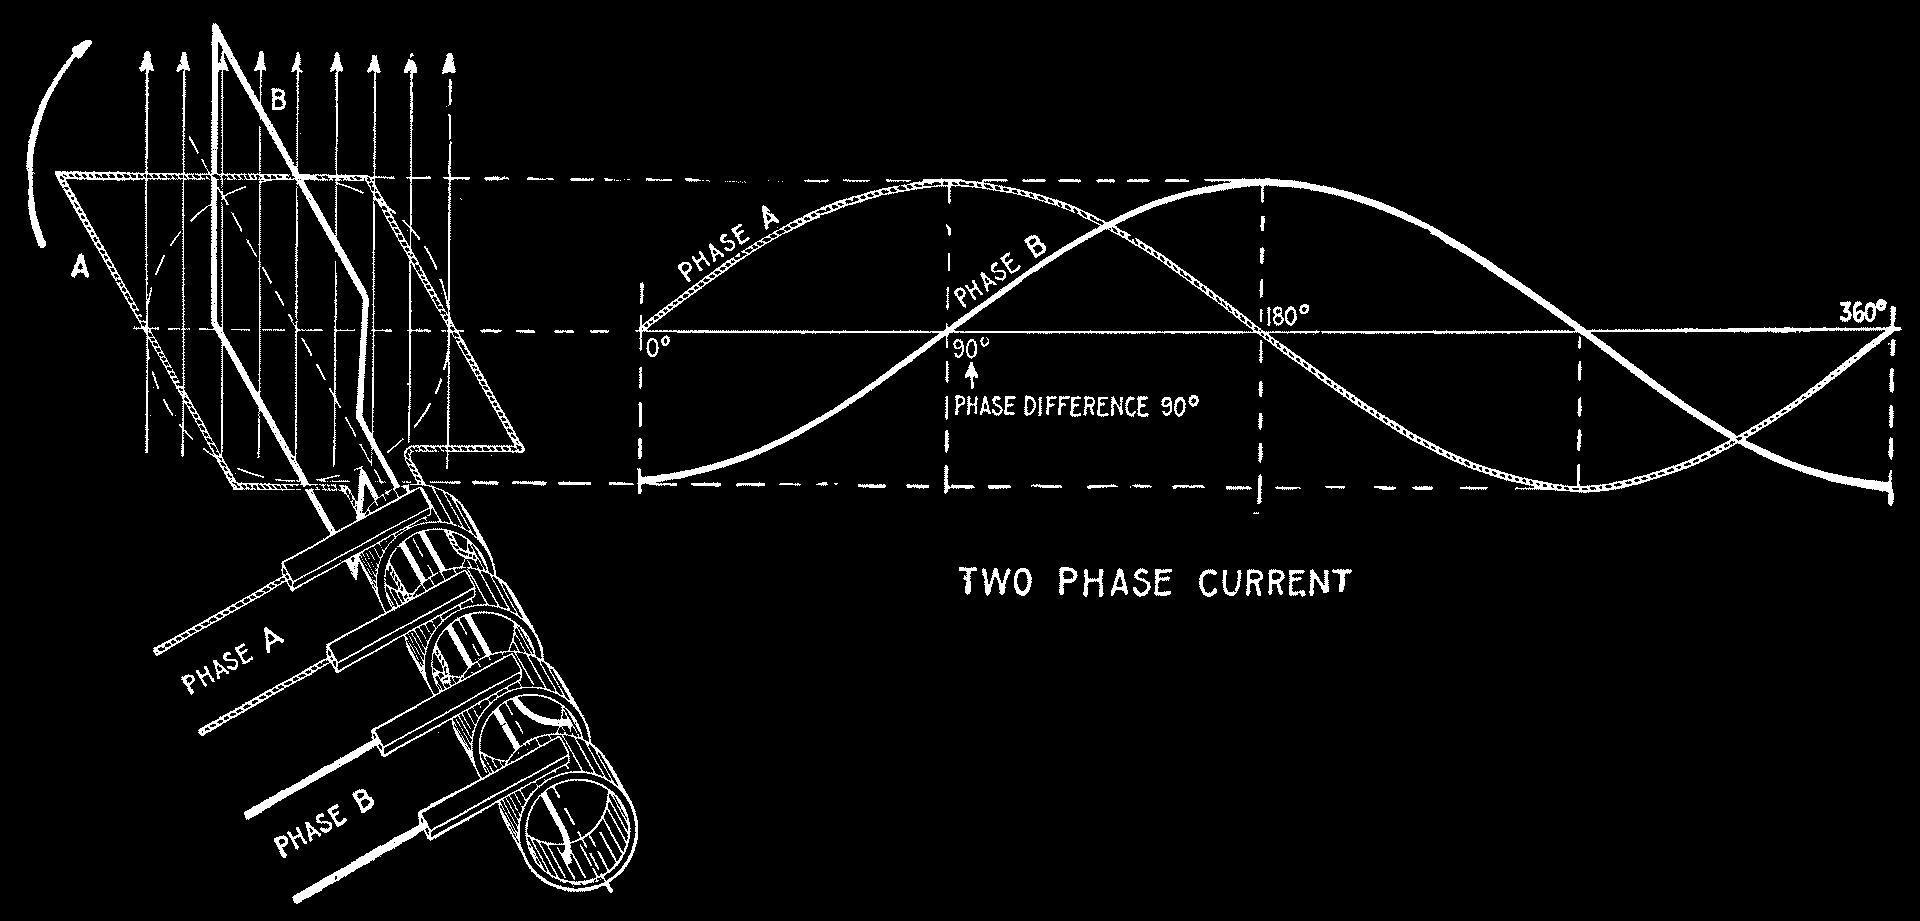 B
A
PHASE A
PHASE B
0°
90°
180°
360°
PHASE DIFFERENCE 90°
TWO PHASE CURRENT
PHASE A
PHASE B